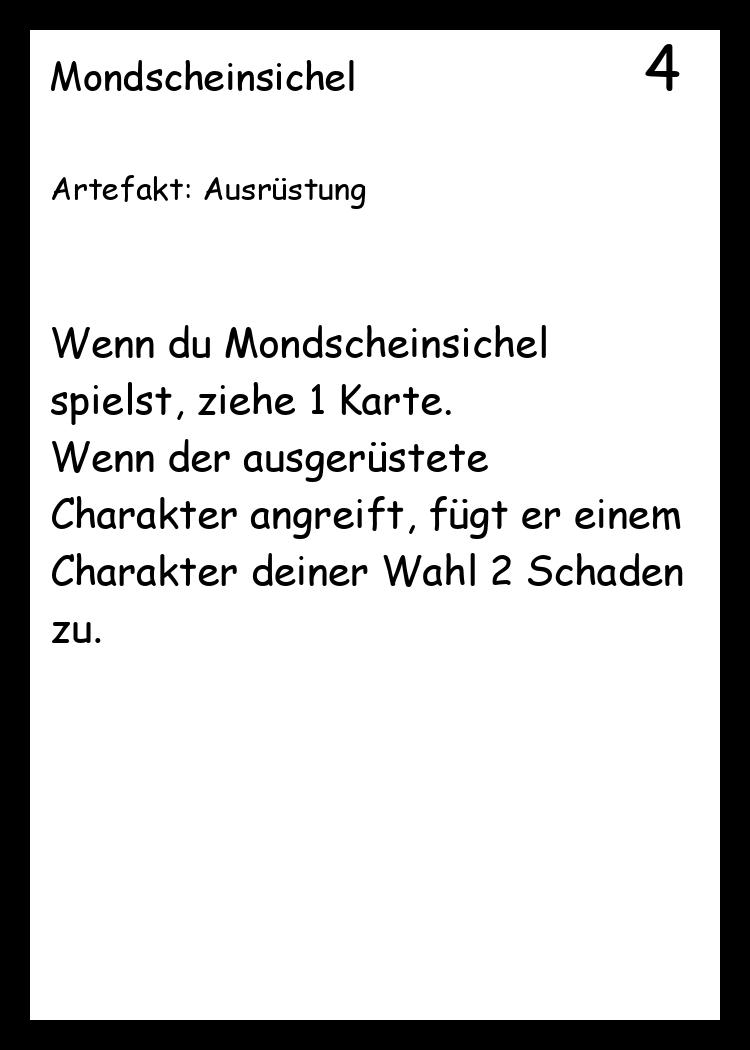 Mondscheinsichel 4
Artefakt: Ausrüstung
Wenn du Mondscheinsichel
spielst, ziehe 1 Karte.
Wenn der ausgerüstete
Charakter angreift, fügt er einem
Charakter deiner Wahl 2 Schaden
zu.